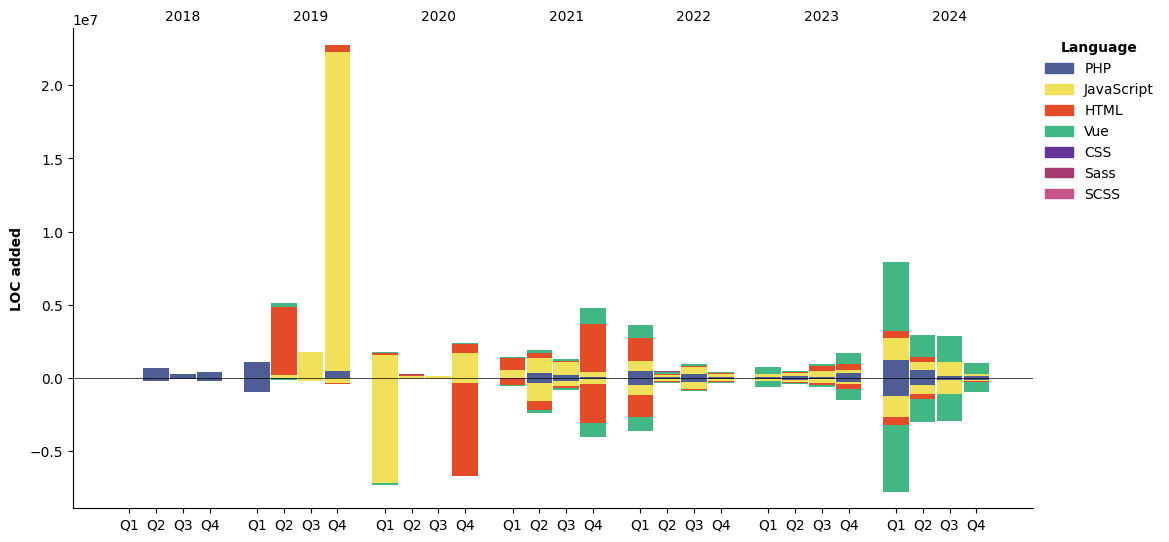 1e7
2018 2019 2020 2021 2022 2023 2024
LOC added
2.0
1.5
1.0
0.5
0.0
−0.5
Q1 Q2 Q3 Q4 Q1 Q2 Q3 Q4 Q1 Q2 Q3 Q4 Q1 Q2 Q3 Q4 Q1 Q2 Q3 Q4 Q1 Q2 Q3 Q4 Q1 Q2 Q3 Q4
Language
PHP
JavaScript
HTML
Vue
CSS
Sass
SCSS